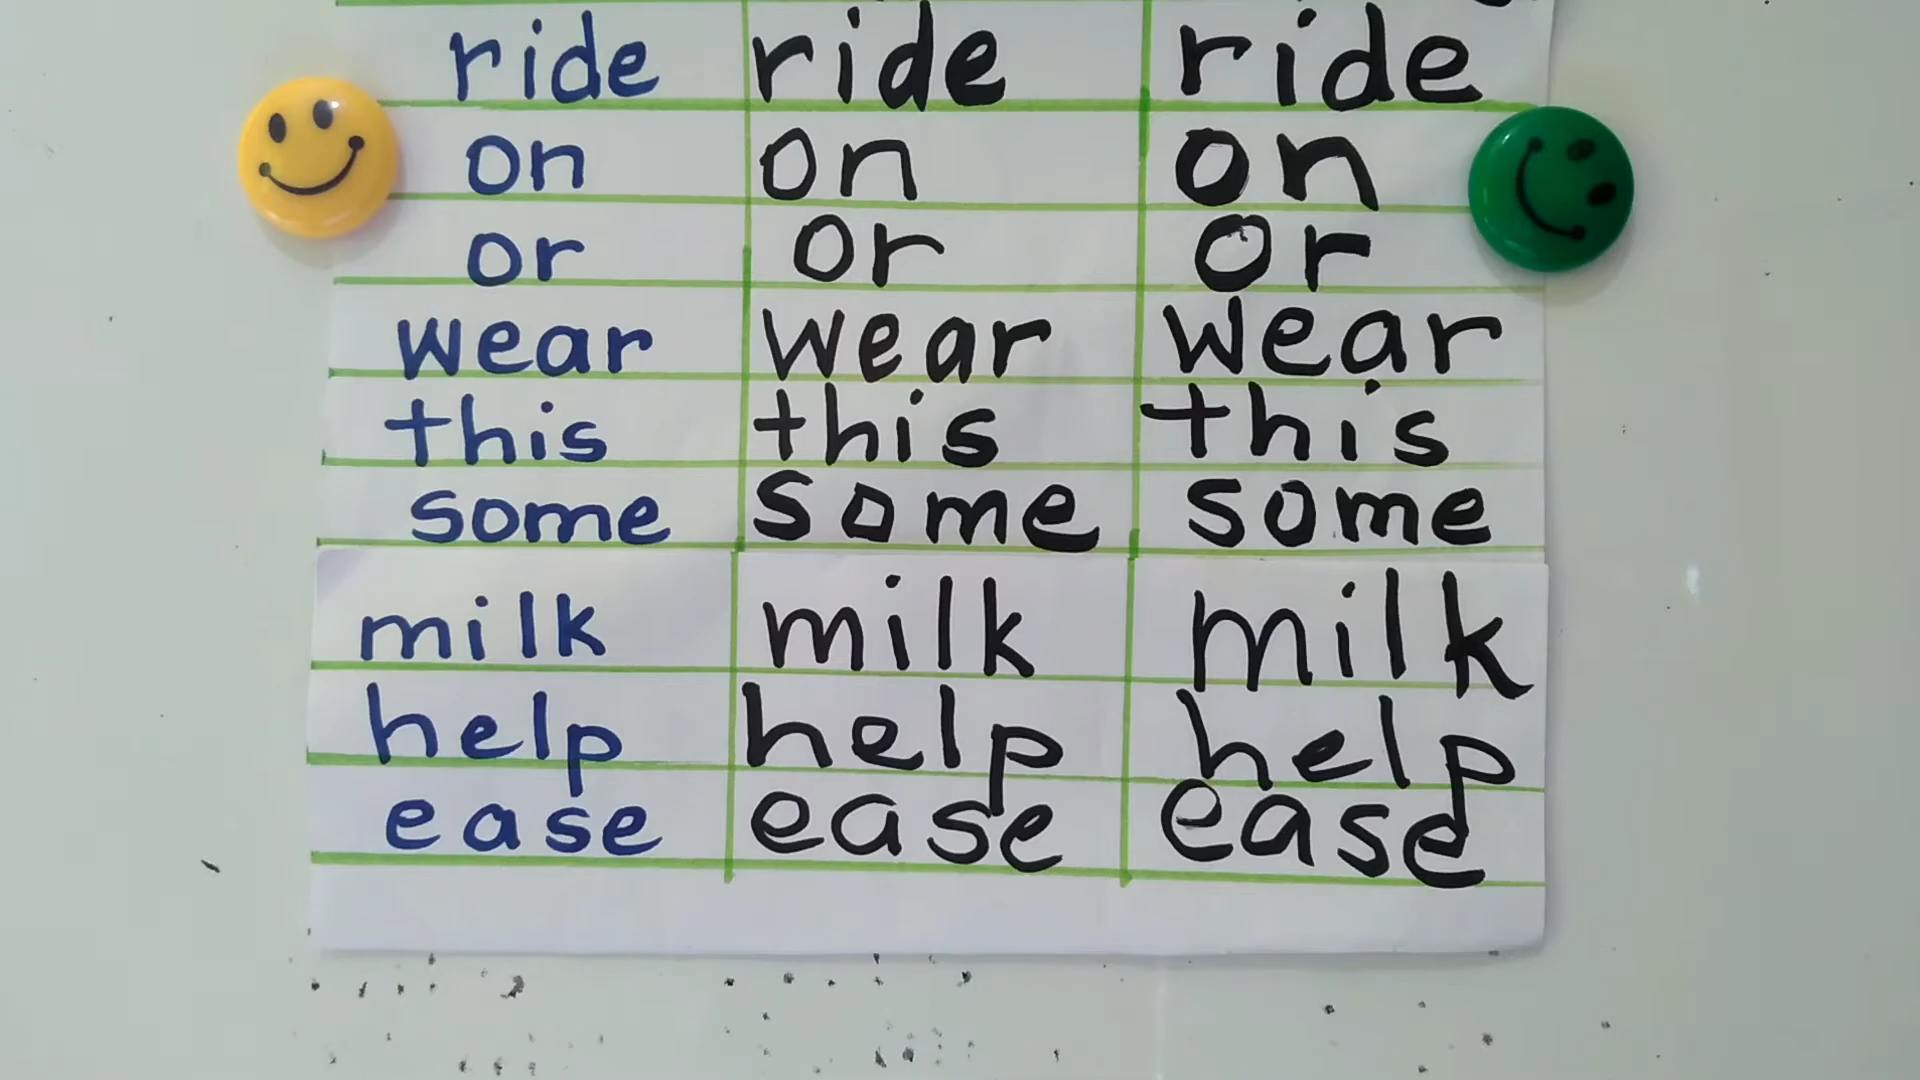 ride ride ride
on on on
or or or
wear wear wear
this this this
some some some
milk milk milk
help help help
ease ease ease